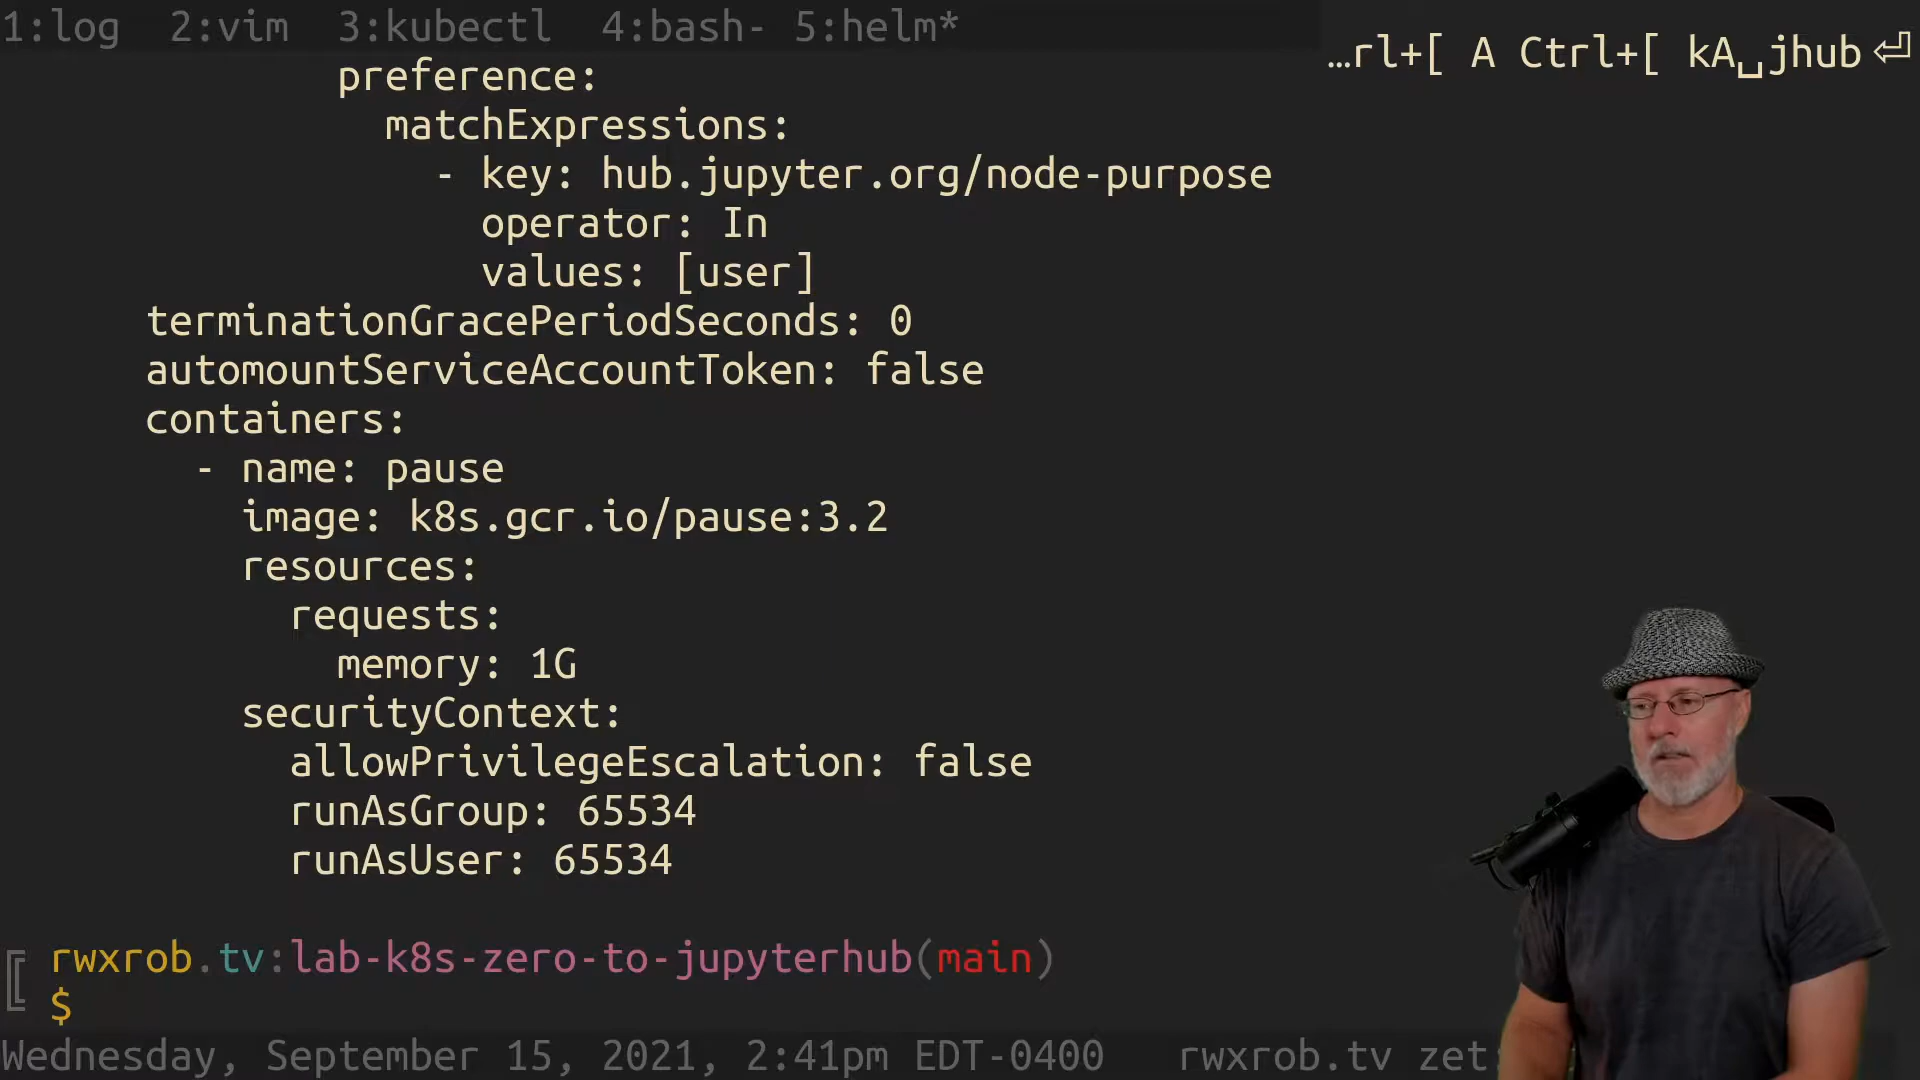 1:log  2:vim  3:kubectl  4:bash- 5:helm*
…rl+[ A Ctrl+[ kA␣jhub⏎
preference:
matchExpressions:
- key: hub.jupyter.org/node-purpose
operator: In
values: [user]
terminationGracePeriodSeconds: 0
automountServiceAccountToken: false
containers:
- name: pause
image: k8s.gcr.io/pause:3.2
resources:
requests:
memory: 1G
securityContext:
allowPrivilegeEscalation: false
runAsGroup: 65534
runAsUser: 65534
rwxrob.tv:lab-k8s-zero-to-jupyterhub(main)
$
Wednesday, September 15, 2021, 2:41pm EDT-0400   rwxrob.tv zet: